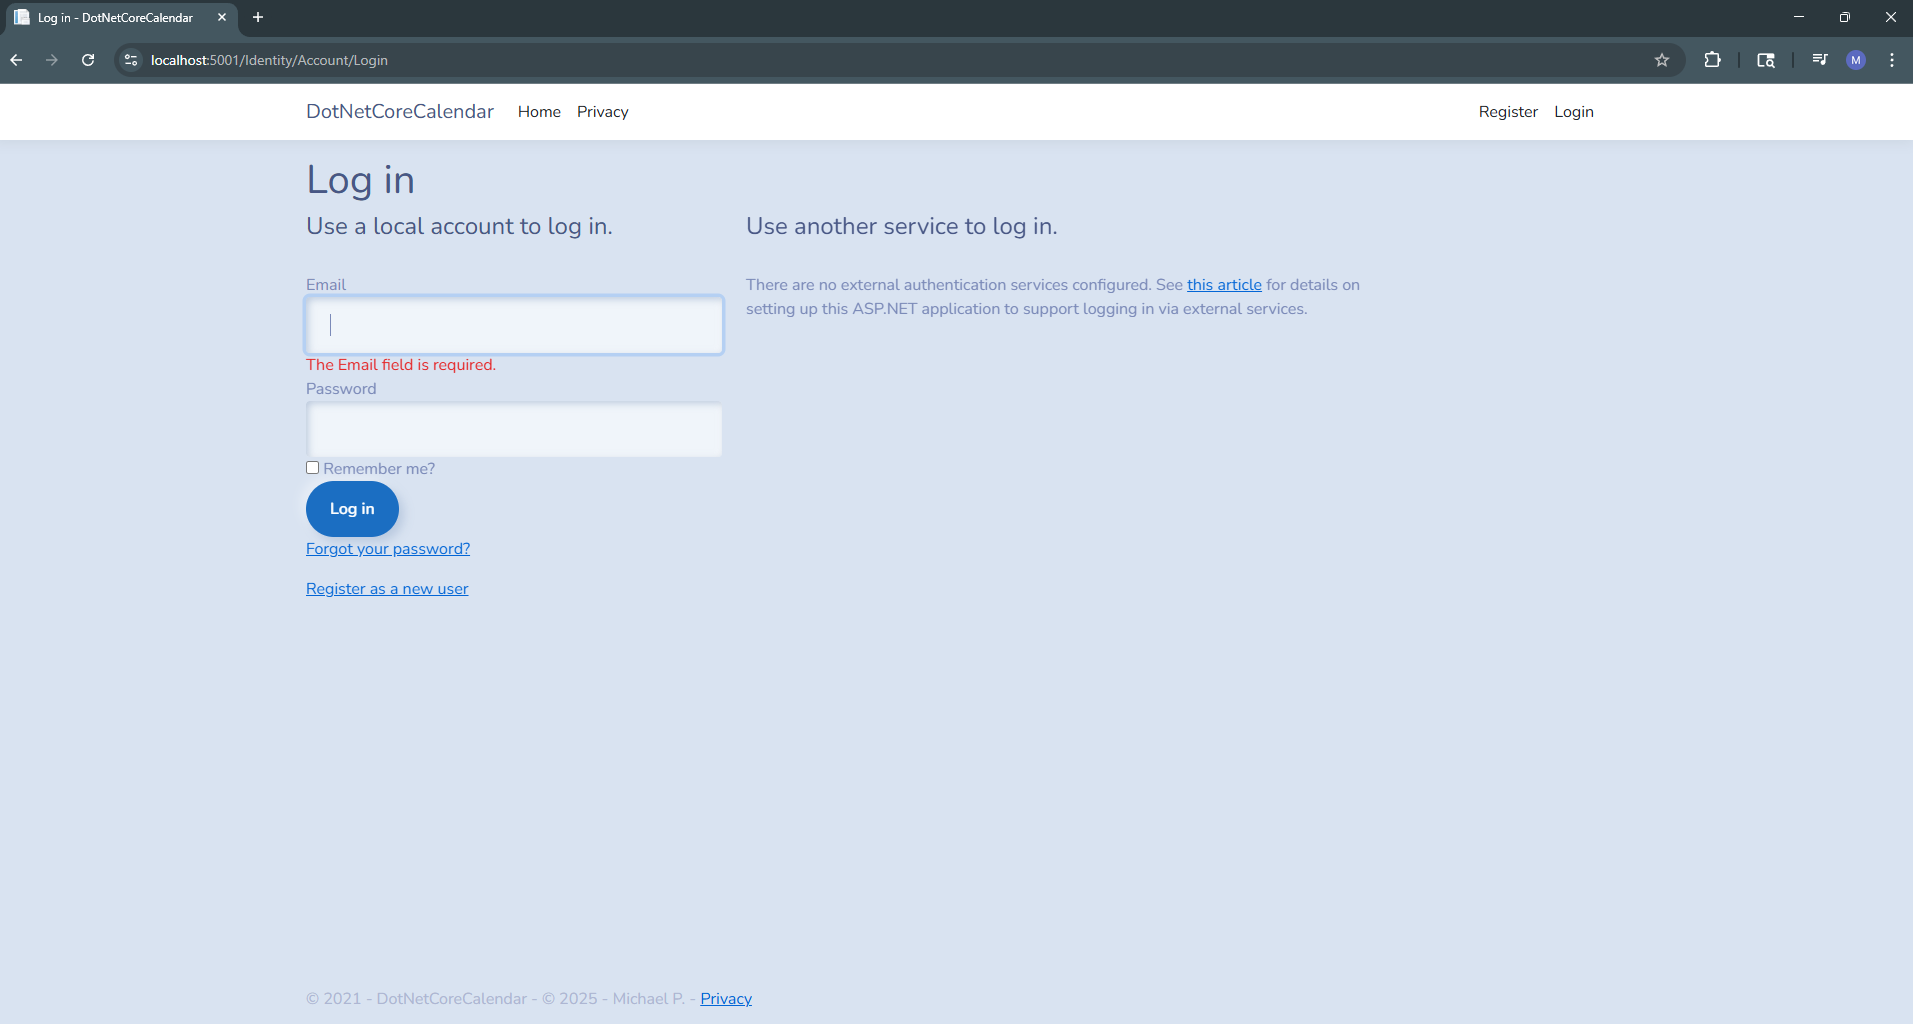 Log in - DotNetCoreCalendar
localhost:5001/Identity/Account/Login
M
DotNetCoreCalendar Home Privacy Register Login
Log in
Use a local account to log in.
Email
The Email field is required.
Password
Remember me?
Log in
Forgot your password?
Register as a new user
Use another service to log in.
There are no external authentication services configured. See this article for details on
setting up this ASP.NET application to support logging in via external services.
© 2021 - DotNetCoreCalendar - © 2025 - Michael P. - Privacy